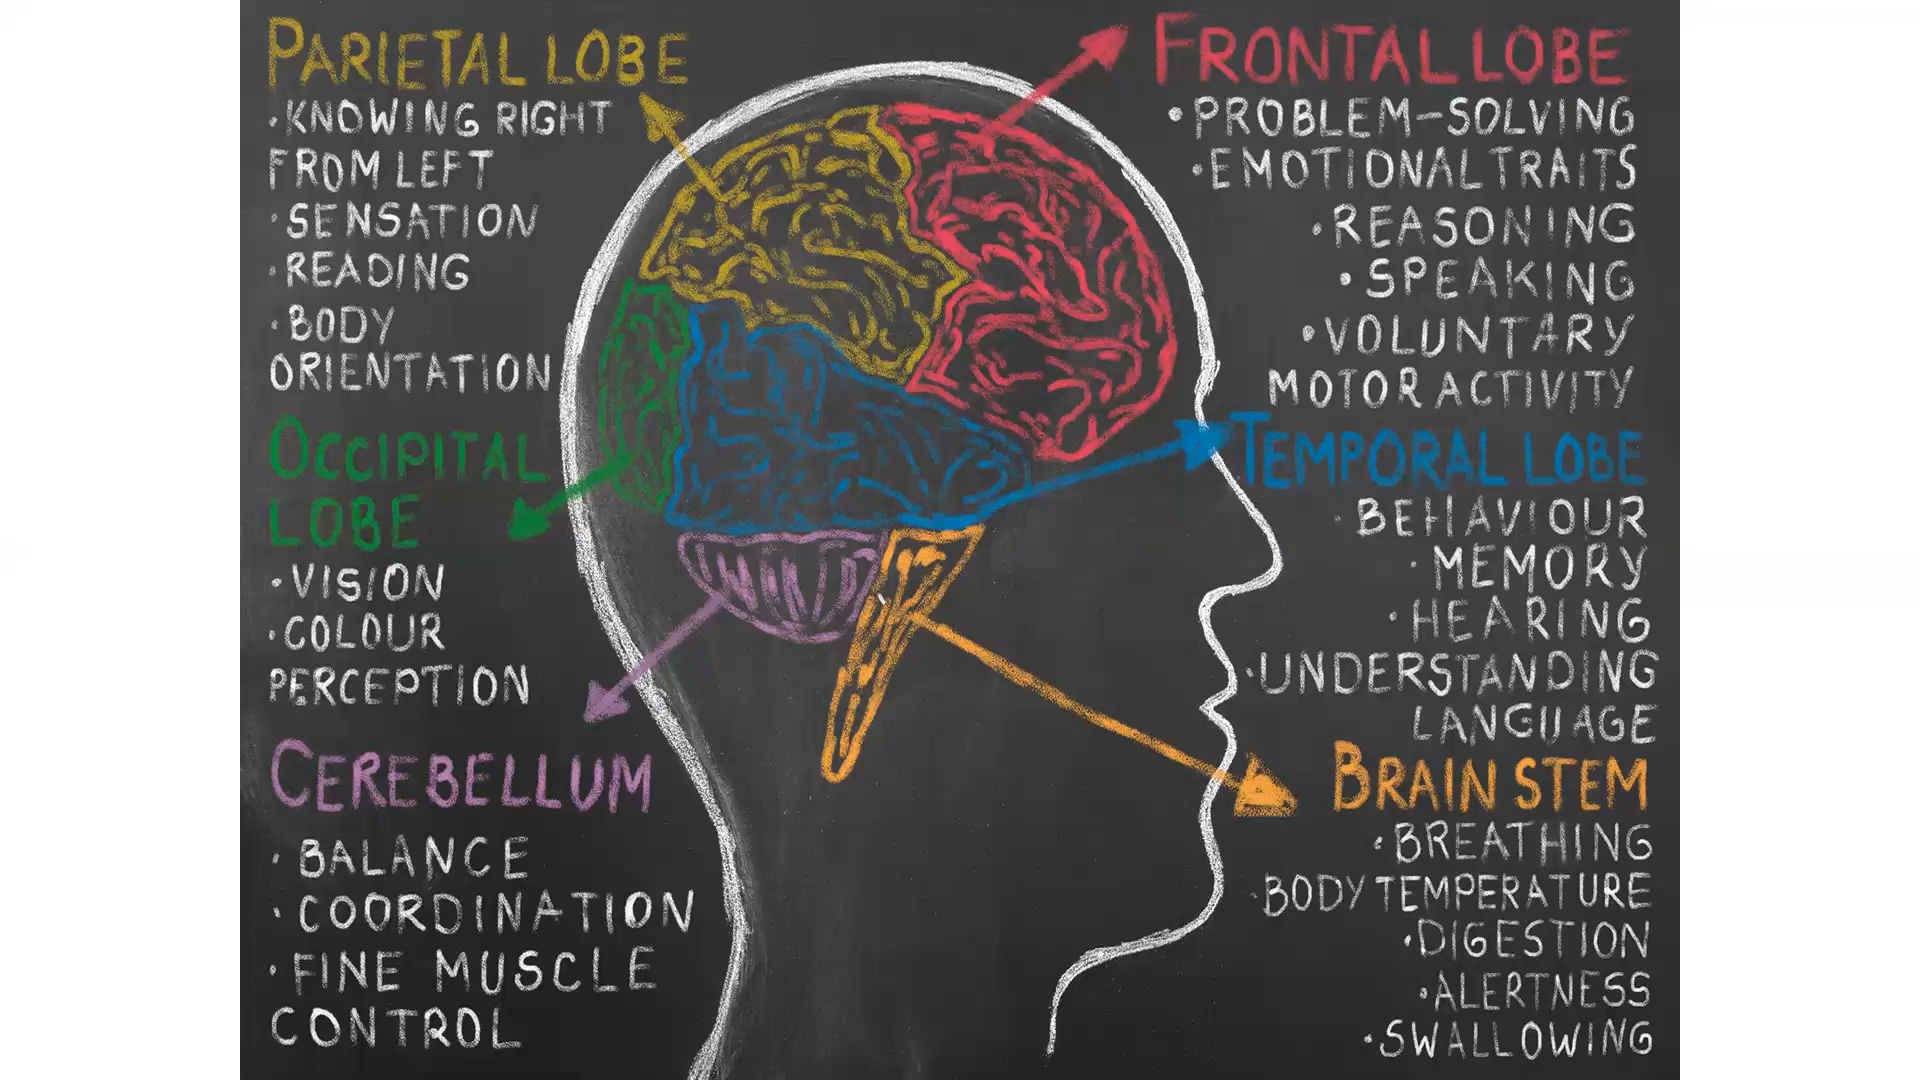 PARIETAL LOBE
·KNOWING RIGHT
FROM LEFT
·SENSATION
·READING
·BODY
ORIENTATION
OCCIPITAL
LOBE
·VISION
·COLOUR
PERCEPTION
CEREBELLUM
·BALANCE
·COORDINATION
·FINE MUSCLE
CONTROL
FRONTAL LOBE
·PROBLEM-SOLVING
·EMOTIONAL TRAITS
·REASONING
·SPEAKING
·VOLUNTARY
MOTOR ACTIVITY
TEMPORAL LOBE
·BEHAVIOUR
·MEMORY
·HEARING
·UNDERSTANDING
LANGUAGE
BRAIN STEM
·BREATHING
·BODY TEMPERATURE
·DIGESTION
·ALERTNESS
·SWALLOWING